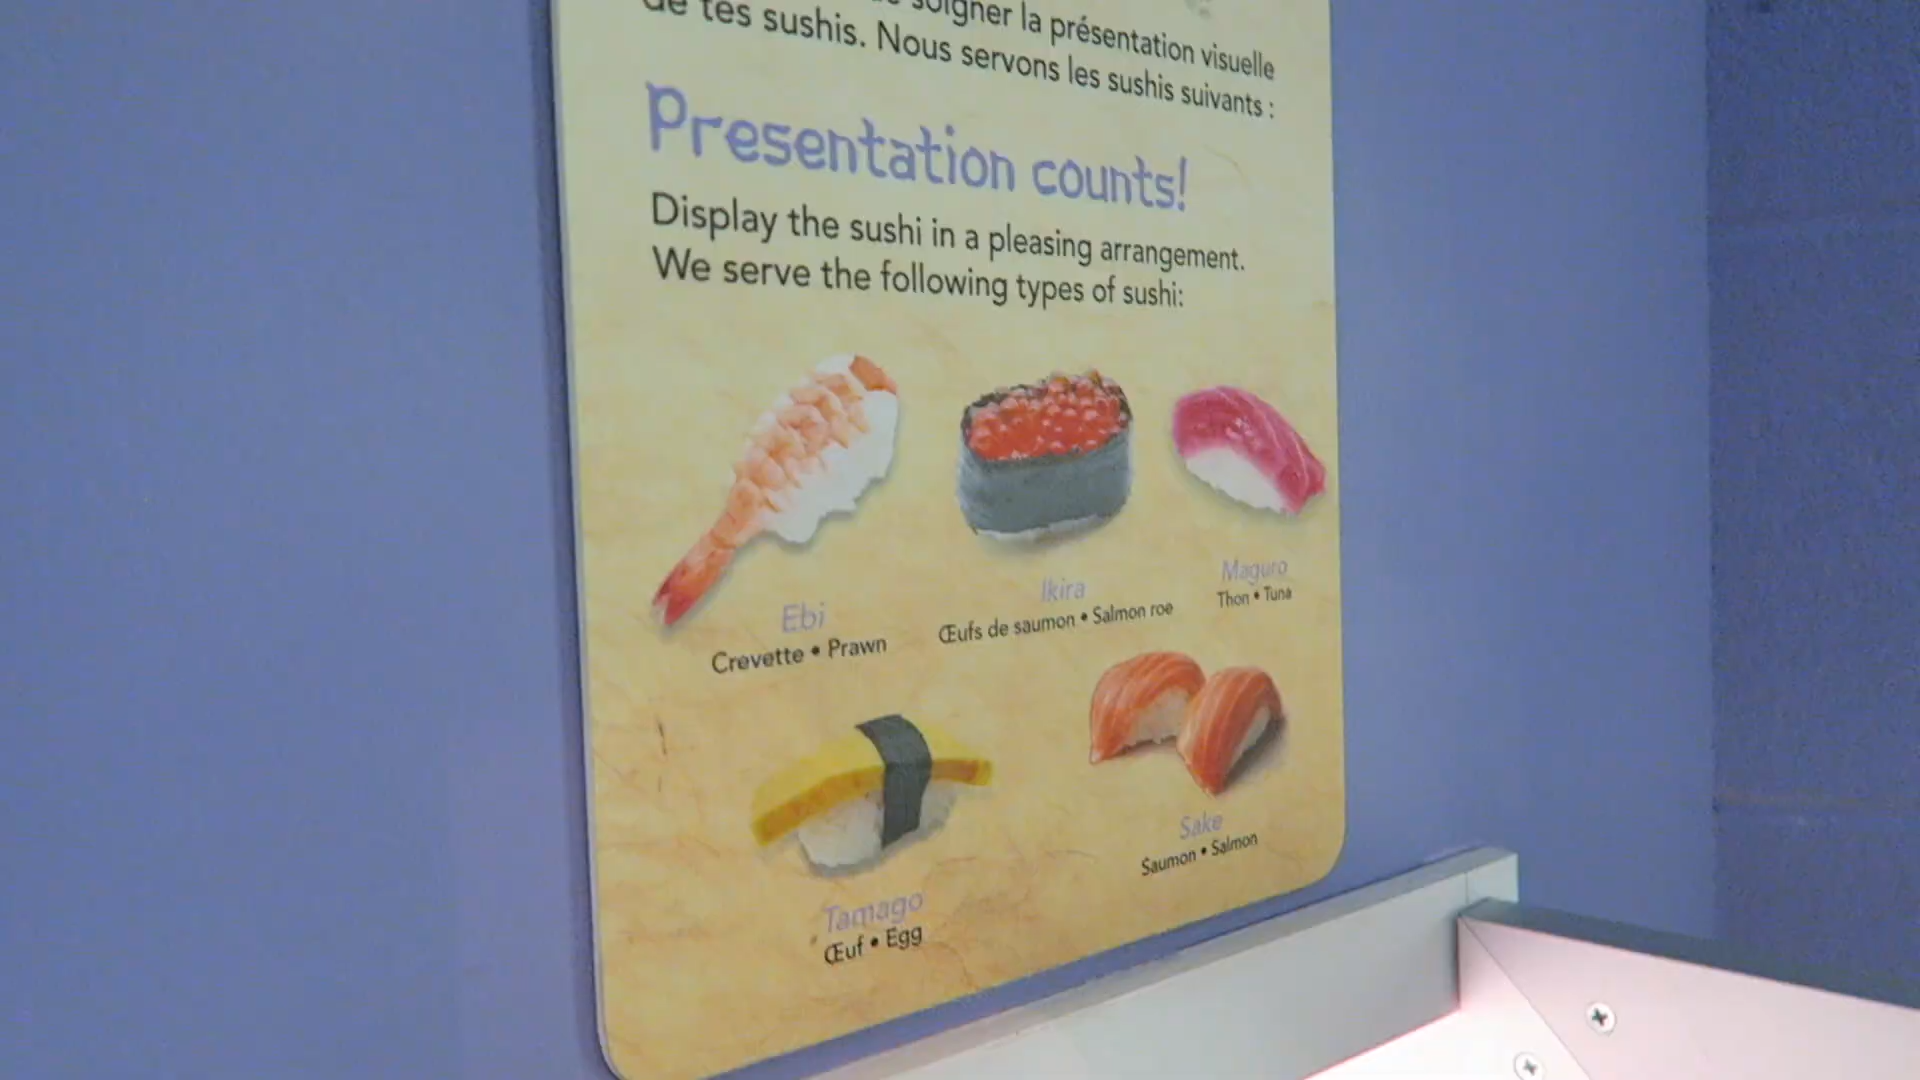 soigner la présentation visuelle
de tes sushis. Nous servons les sushis suivants :
Presentation counts!
Display the sushi in a pleasing arrangement.
We serve the following types of sushi:
Ebi
Crevette • Prawn
Ikira
Œufs de saumon • Salmon roe
Maguro
Thon • Tuna
Tamago
Œuf • Egg
Sake
Saumon • Salmon